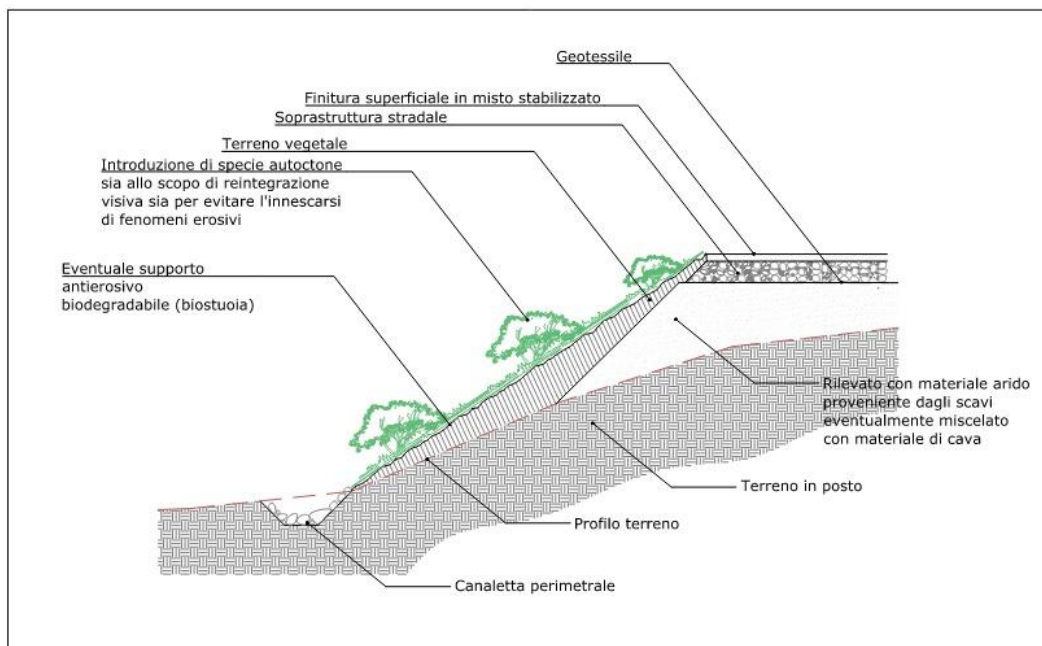 Geotessile
Finitura superficiale in misto stabilizzato
Soprastruttura stradale
Terreno vegetale
Introduzione di specie autoctone
sia allo scopo di reintegrazione
visiva sia per evitare l'innescarsi
di fenomeni erosivi
Eventuale supporto
antierosivo
biodegradabile (biostuoia)
Rilevato con materiale arido
proveniente dagli scavi
eventualmente miscelato
con materiale di cava
Terreno in posto
Profilo terreno
Canaletta perimetrale